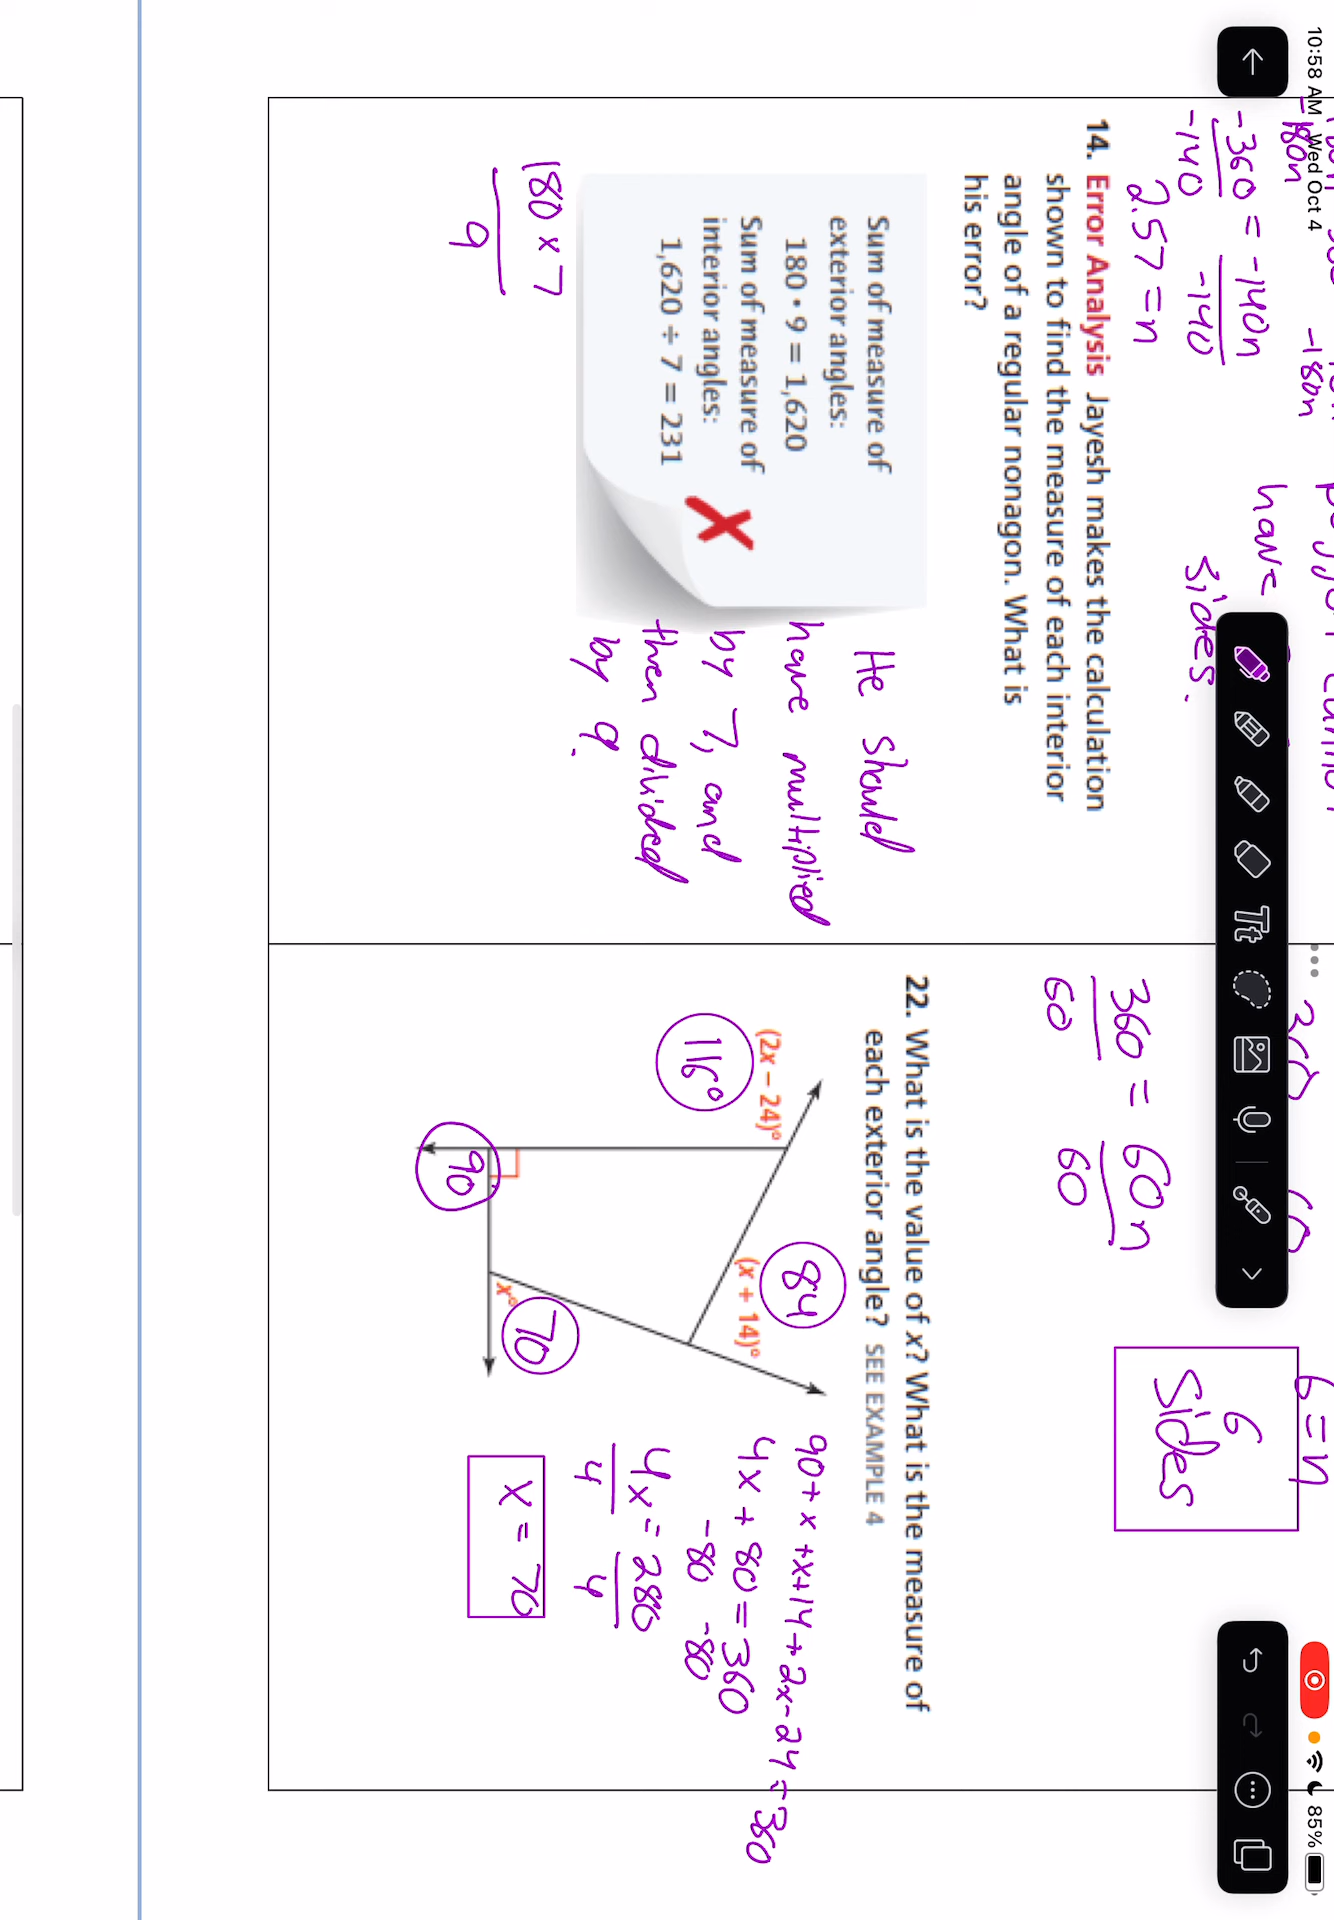 10:58 AM Wed Oct 4
85%
-180n
-180n
-360 = -140n
-140 -140
2.57 = n
have
sides.
14. Error Analysis Jayesh makes the calculation
shown to find the measure of each interior
angle of a regular nonagon. What is
his error?
Sum of measure of
exterior angles:
180 • 9 = 1,620
Sum of measure of
interior angles:
1,620 ÷ 7 = 231
X
He should
have multiplied
by 7, and
then divided
by 9.
180 x 7
9
6 = n
360 = 60n
60 60
6
sides
22. What is the value of x? What is the measure of
each exterior angle? SEE EXAMPLE 4
(2x – 24)°
116°
84
(x + 14)°
90
x°
70
90 + x + x + 14 + 2x - 24 = 360
4x + 80 = 360
-80 -80
4x = 280
4 4
x = 70
Tt